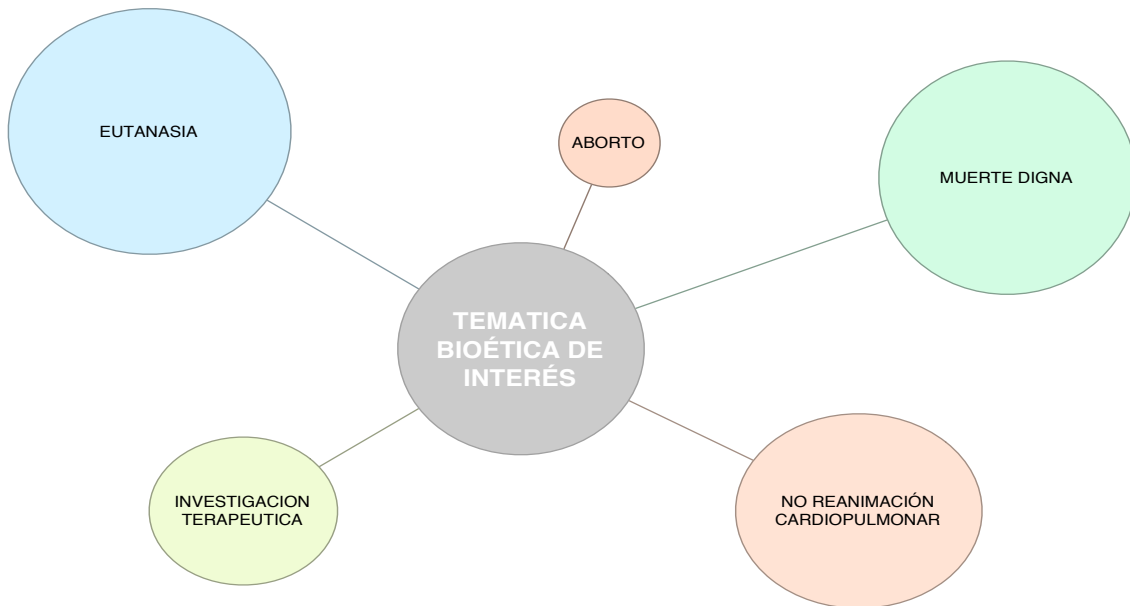 EUTANASIA
ABORTO
MUERTE DIGNA
TEMATICA
BIOÉTICA DE
INTERÉS
INVESTIGACION
TERAPEUTICA
NO REANIMACIÓN
CARDIOPULMONAR